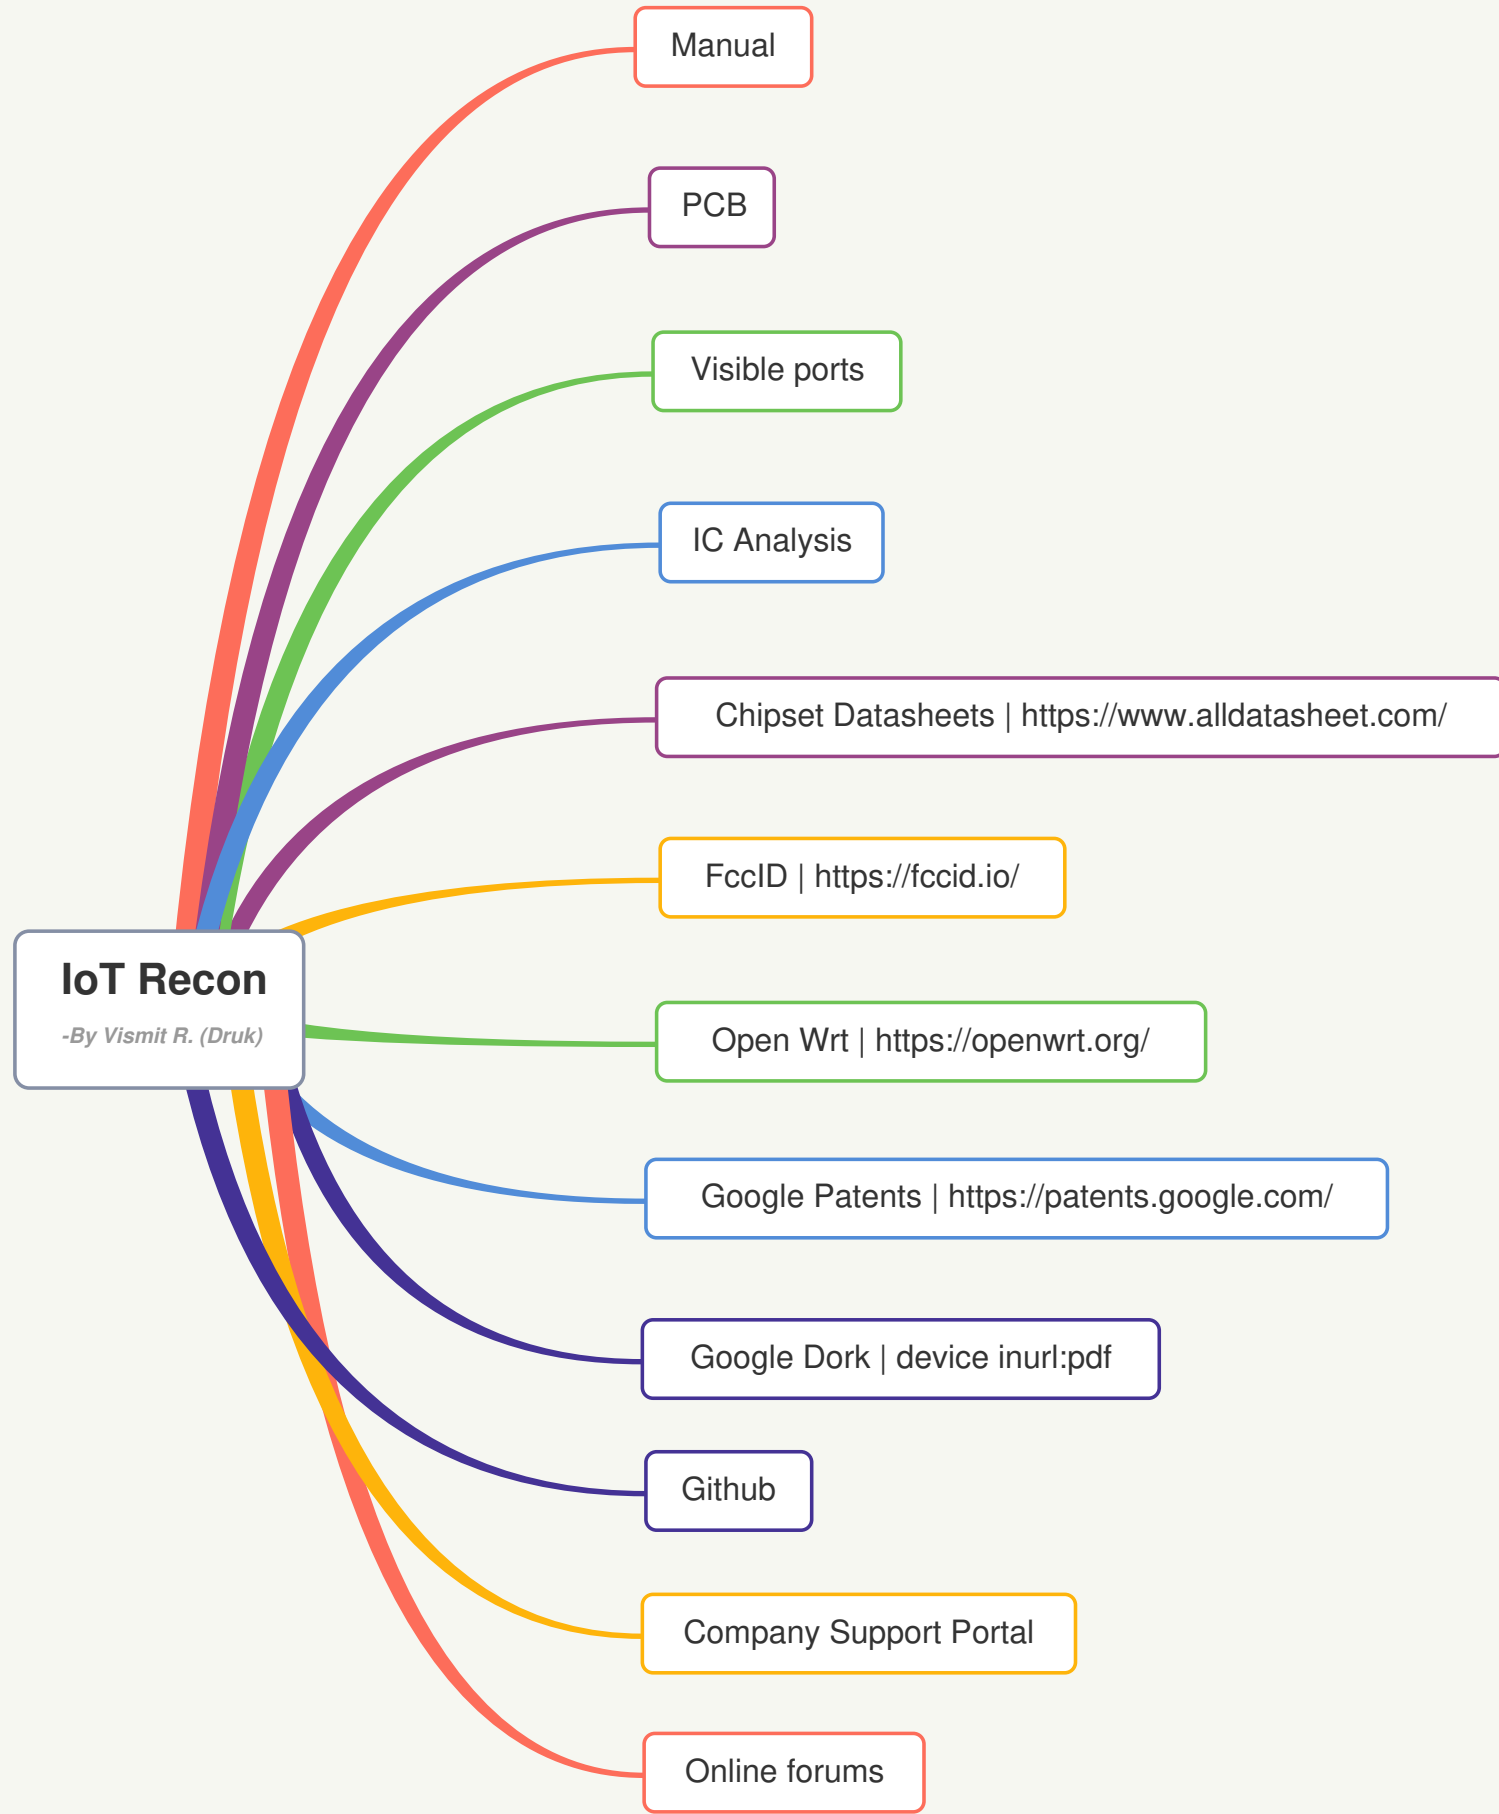 Manual
PCB
Visible ports
IC Analysis
Chipset Datasheets | https://www.alldatasheet.com/
FccID | https://fccid.io/
IoT Recon
-By Vismit R. (Druk)
Open Wrt | https://openwrt.org/
Google Patents | https://patents.google.com/
Google Dork | device inurl:pdf
Github
Company Support Portal
Online forums